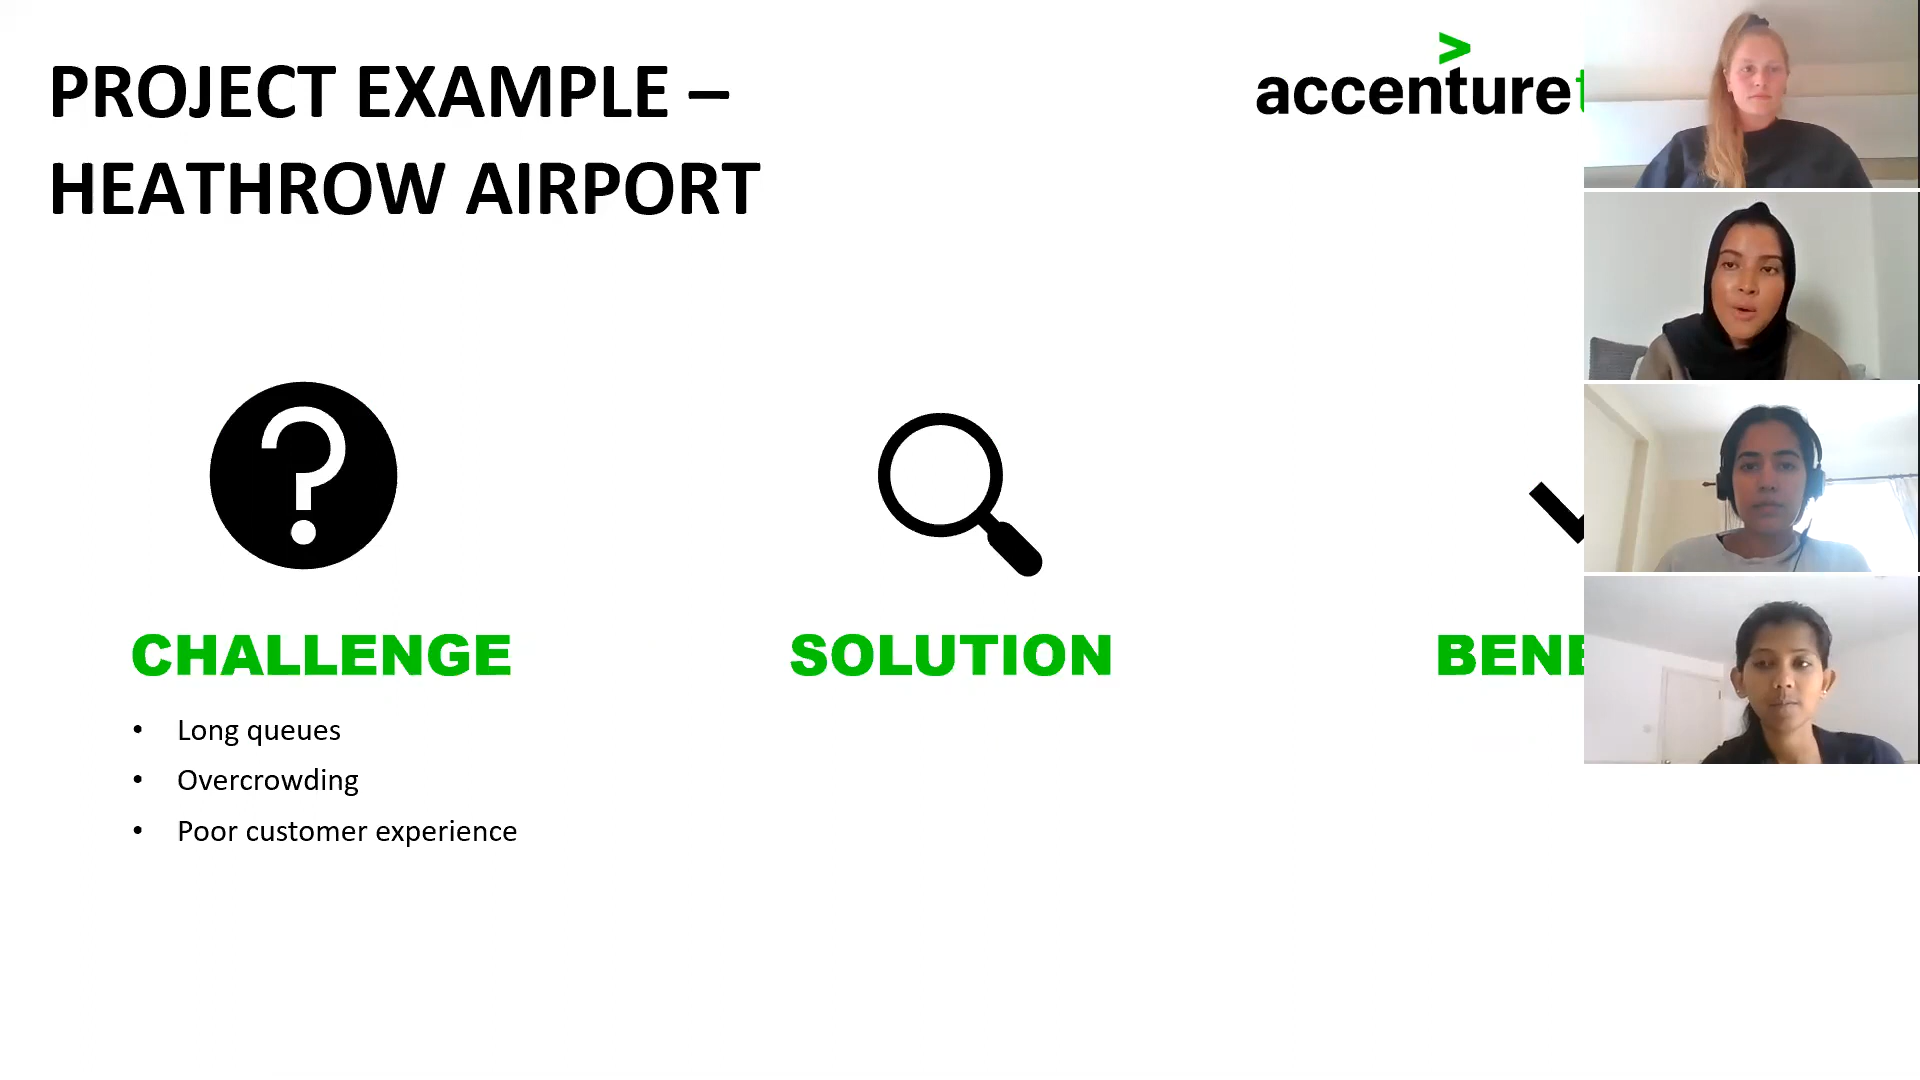 PROJECT EXAMPLE –
HEATHROW AIRPORT
accenture
CHALLENGE
SOLUTION
• Long queues
• Overcrowding
• Poor customer experience